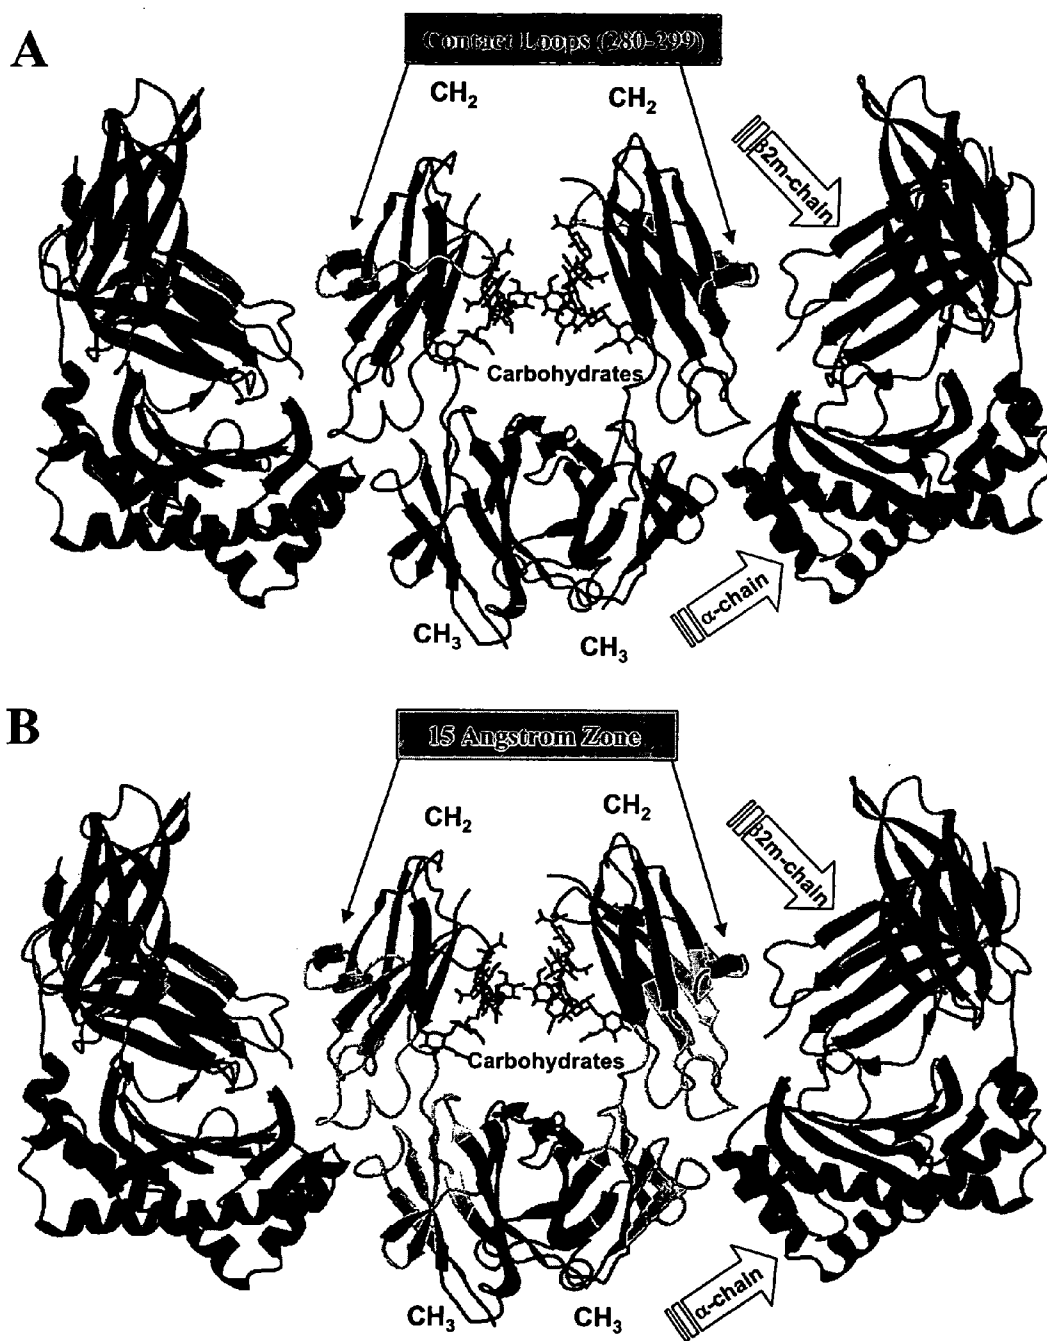 A
Contact Loops (280-299)
CH₂
CH₂
β2m-chain
Carbohydrates
α-chain
CH₃
CH₃
B
15 Angstrom Zone
CH₂
CH₂
β2m-chain
Carbohydrates
α-chain
CH₃
CH₃